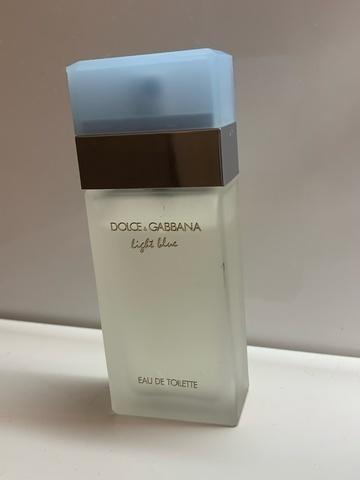 DOLCE & GABBANA
light blue
EAU DE TOILETTE